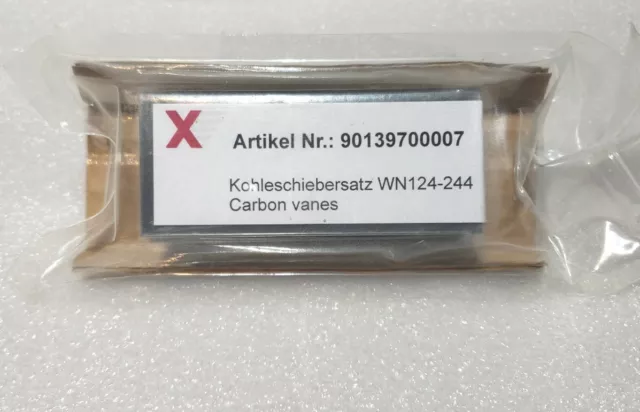 X
Artikel Nr.: 90139700007
Kohleschiebersatz WN124-244
Carbon vanes